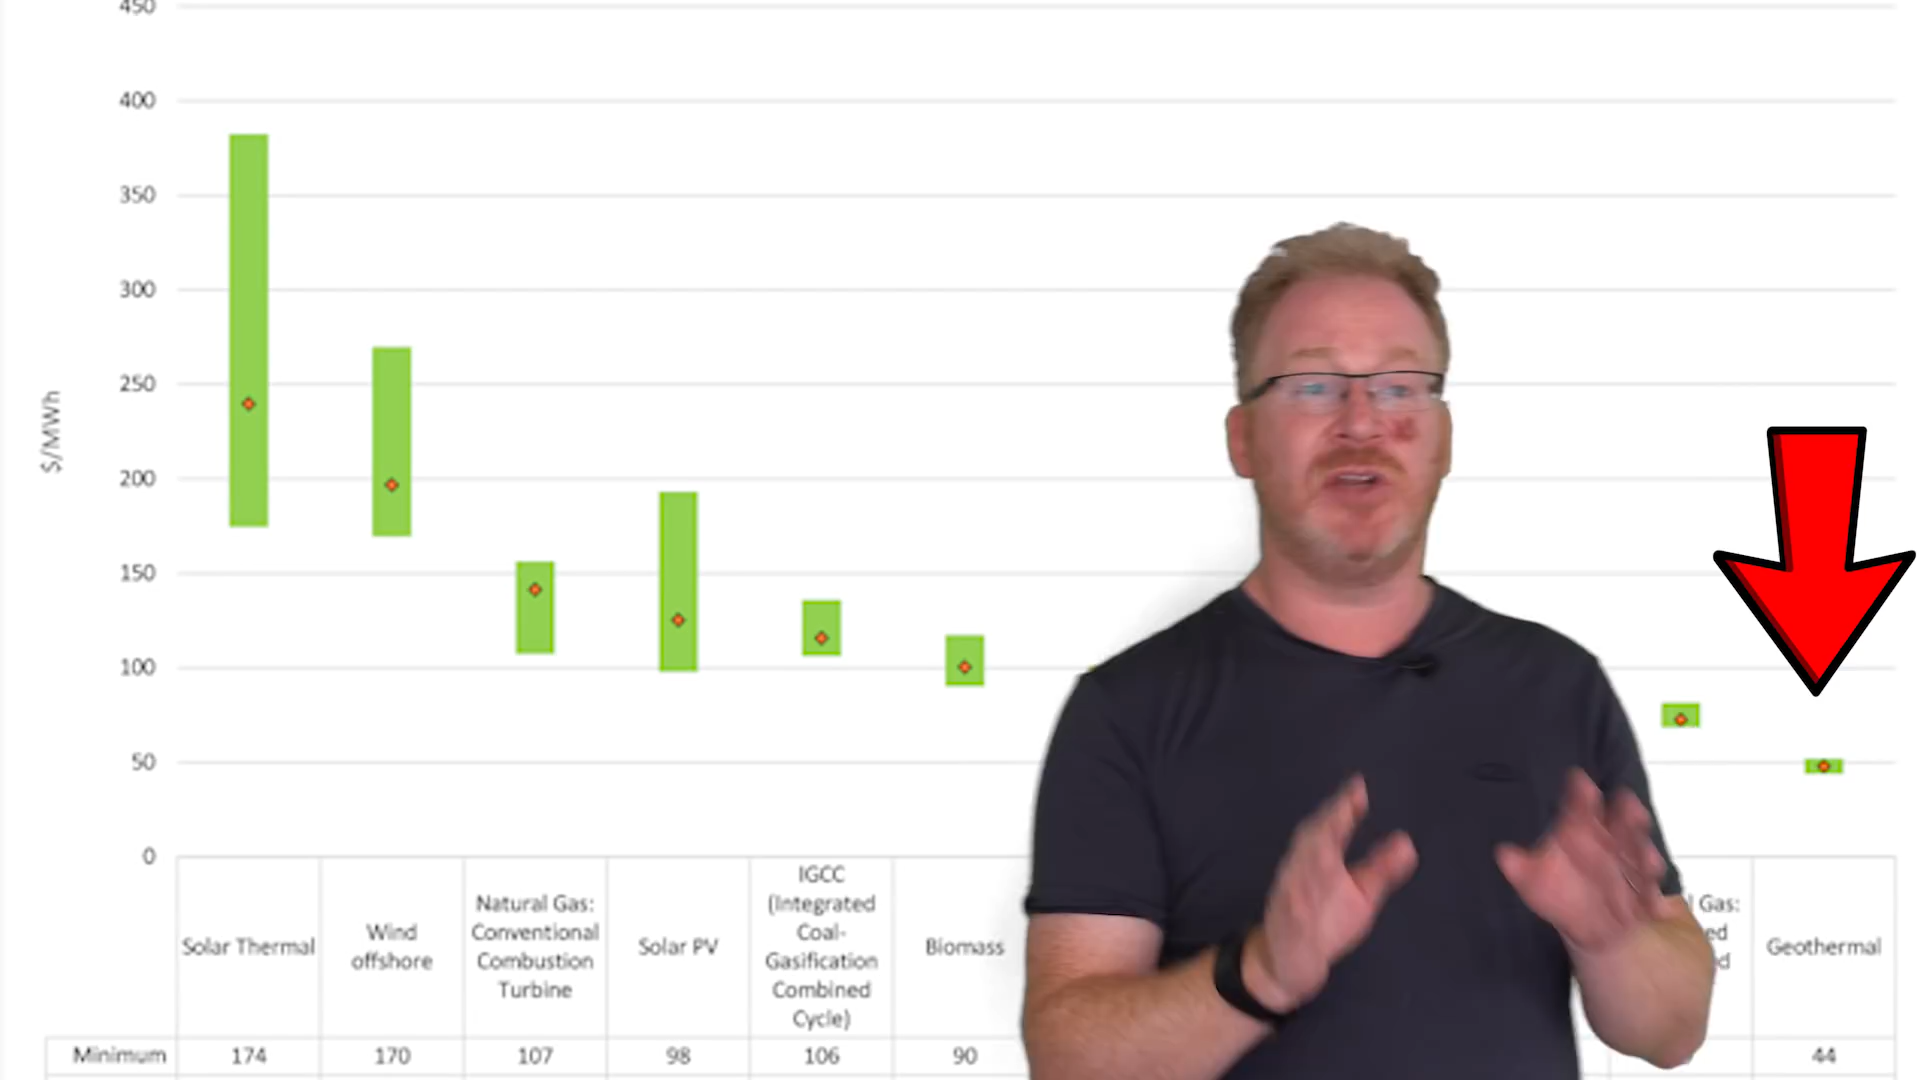 450
400
350
300
250
200
150
100
50
0
$/MWh
Solar Thermal
Wind
offshore
Natural Gas:
Conventional
Combustion
Turbine
Solar PV
IGCC
(Integrated
Coal-
Gasification
Combined
Cycle)
Biomass
Gas:
ed
d
Geothermal
Minimum 174 170 107 98 106 90 44